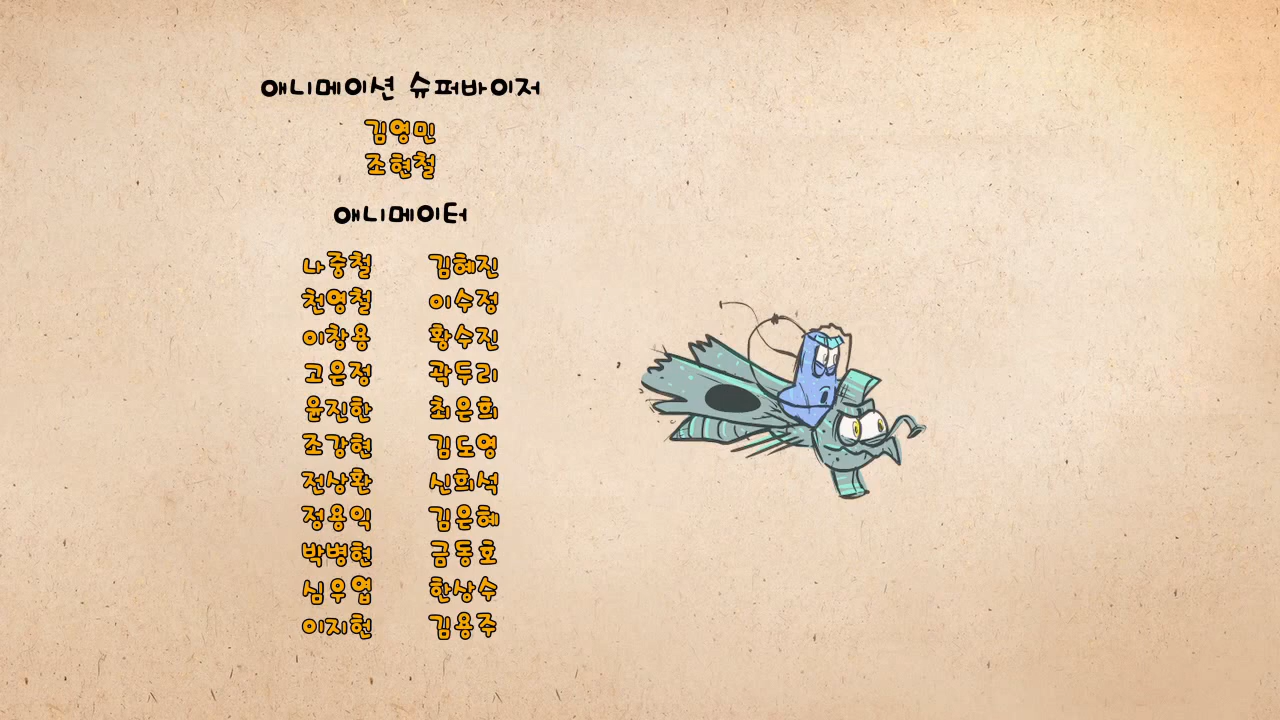 애니메이션 슈퍼바이저
김영민
조현철
애니메이터
나중철 김혜진
천영철 이수정
이창용 황수진
고은정 곽두리
윤진한 최은희
조강현 김도영
전상환 신희석
정용익 김은혜
박병현 금동호
심우엽 한상수
이지헌 김용주